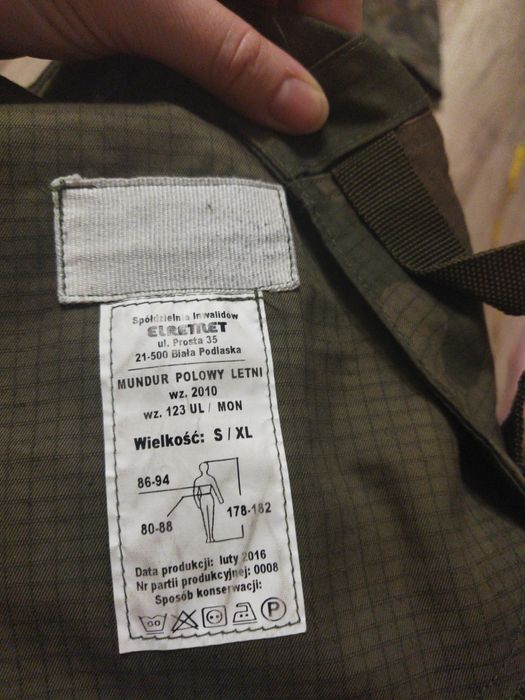 Spółdzielnia Inwalidów
ELREMET
ul. Prosta 35
21-500 Biała Podlaska
MUNDUR POLOWY LETNI
wz. 2010
wz. 123 UL / MON
Wielkość: S / XL
86-94
80-88
178-182
Data produkcji: luty 2016
Nr partii produkcyjnej: 0008
Sposób konserwacji:
P